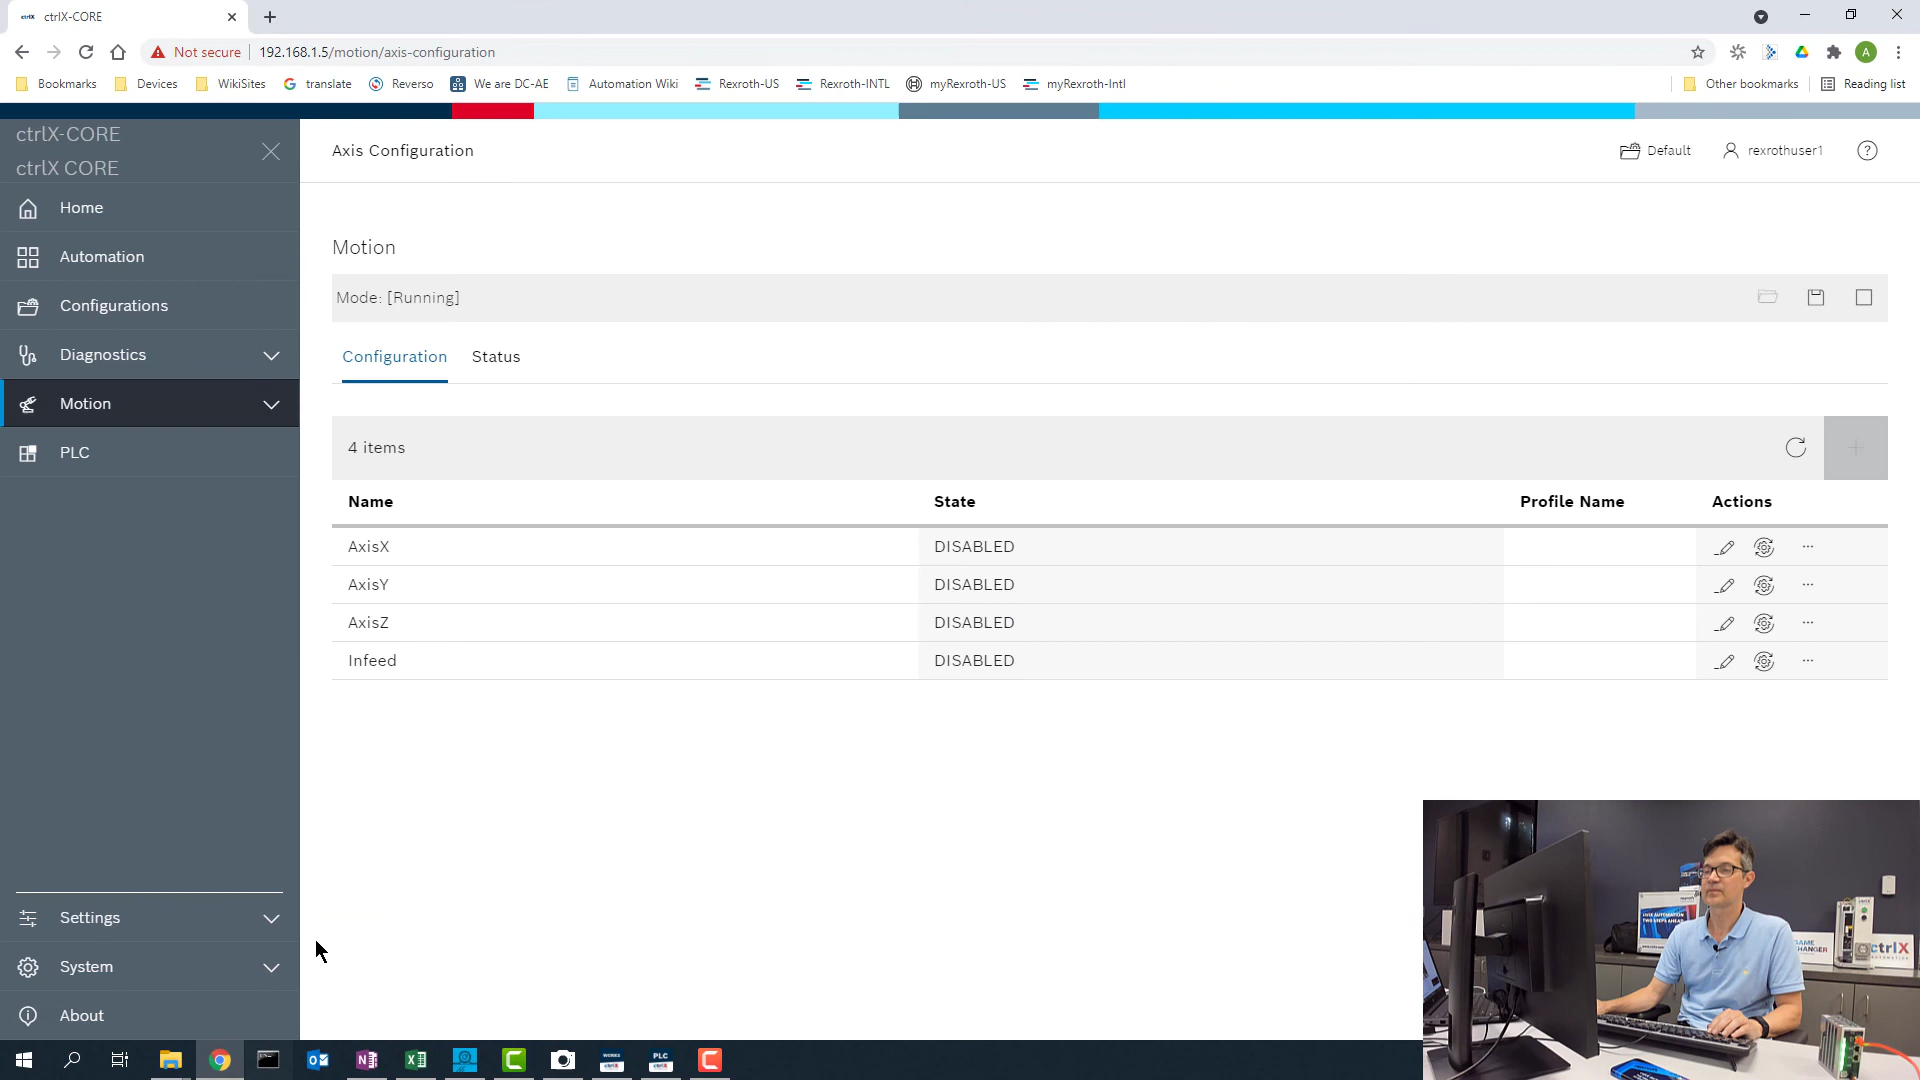 ctrlX-CORE
Not secure
192.168.1.5/motion/axis-configuration
A
Bookmarks
Devices
WikiSites
translate
Reverso
We are DC-AE
Automation Wiki
Rexroth-US
Rexroth-INTL
myRexroth-US
myRexroth-Intl
Other bookmarks
Reading list
ctrlX-CORE
ctrlX CORE
Home
Automation
Configurations
Diagnostics
Motion
PLC
Settings
System
About
Axis Configuration
Default
rexrothuser1
?
Motion
Mode: [Running]
Configuration
Status
4 items
Name State Profile Name Actions
AxisX DISABLED
AxisY DISABLED
AxisZ DISABLED
Infeed DISABLED
WORKS
PLC
ctrlX